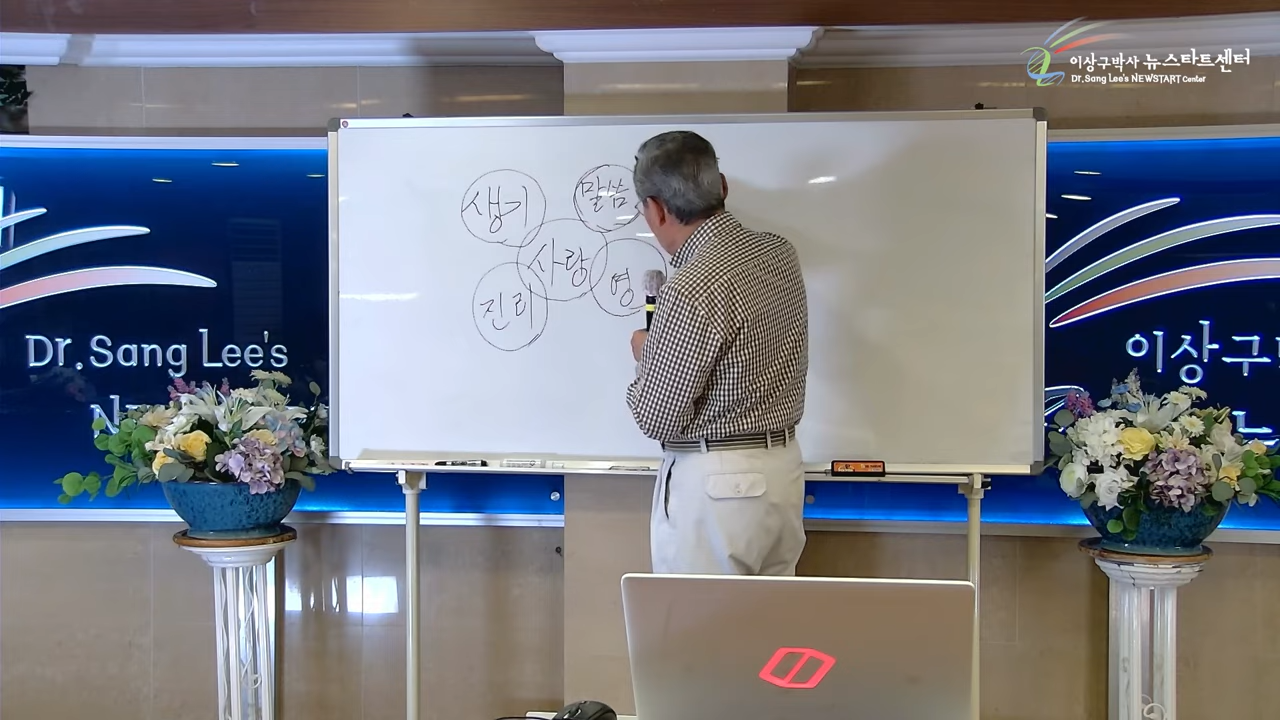 이상구박사 뉴스타트센터
Dr. Sang Lee's NEWSTART Center
생기
말씀
사랑
진리
영
Dr. Sang Lee's
이상구